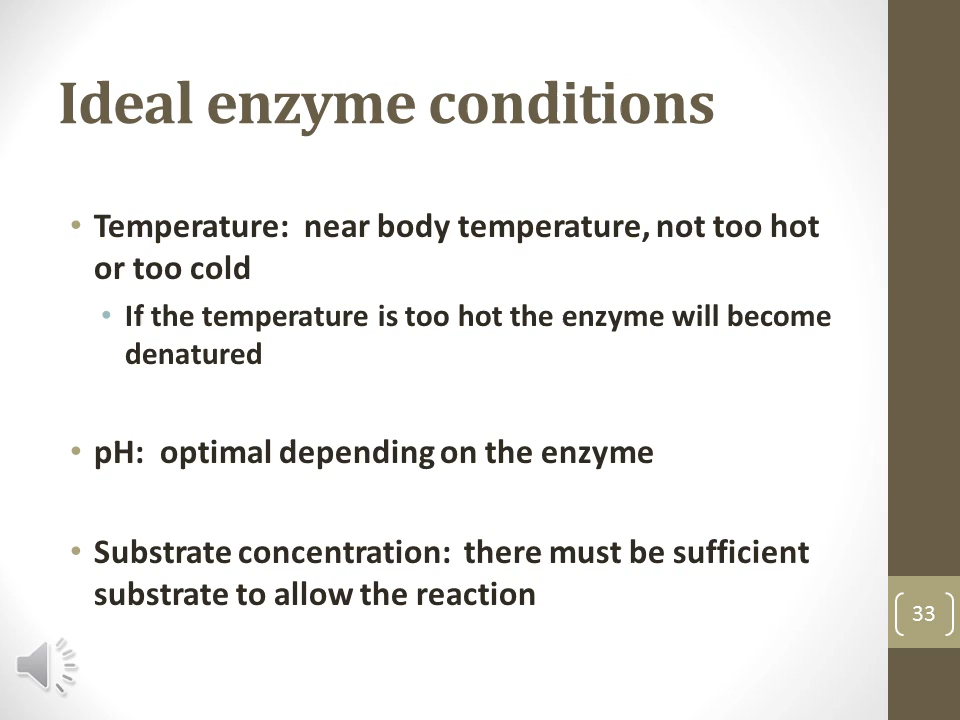 Ideal enzyme conditions
• Temperature:  near body temperature, not too hot
or too cold
• If the temperature is too hot the enzyme will become
denatured
• pH:  optimal depending on the enzyme
• Substrate concentration:  there must be sufficient
substrate to allow the reaction
33